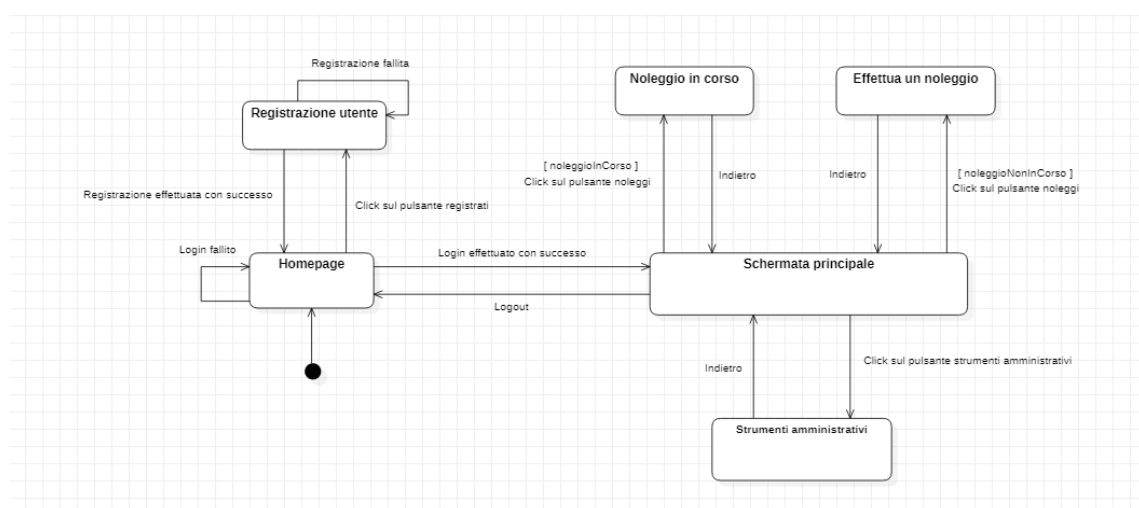 Registrazione fallita
Registrazione utente
Noleggio in corso
Effettua un noleggio
Registrazione effettuata con successo
Click sul pulsante registrati
[ noleggioInCorso ]
Click sul pulsante noleggi
Indietro
Indietro
[ noleggioNonInCorso ]
Click sul pulsante noleggi
Login fallito
Homepage
Login effettuato con successo
Schermata principale
Logout
Indietro
Click sul pulsante strumenti amministrativi
Strumenti amministrativi